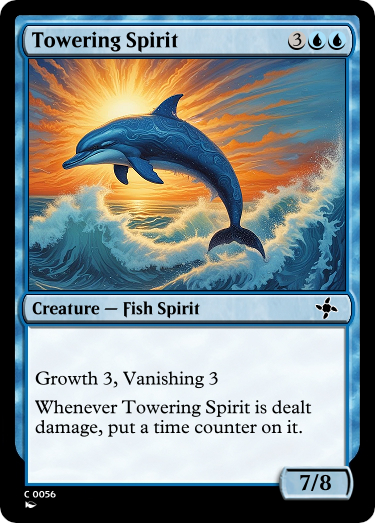 Towering Spirit 3
Creature — Fish Spirit
Growth 3, Vanishing 3
Whenever Towering Spirit is dealt
damage, put a time counter on it.
7/8
C 0056